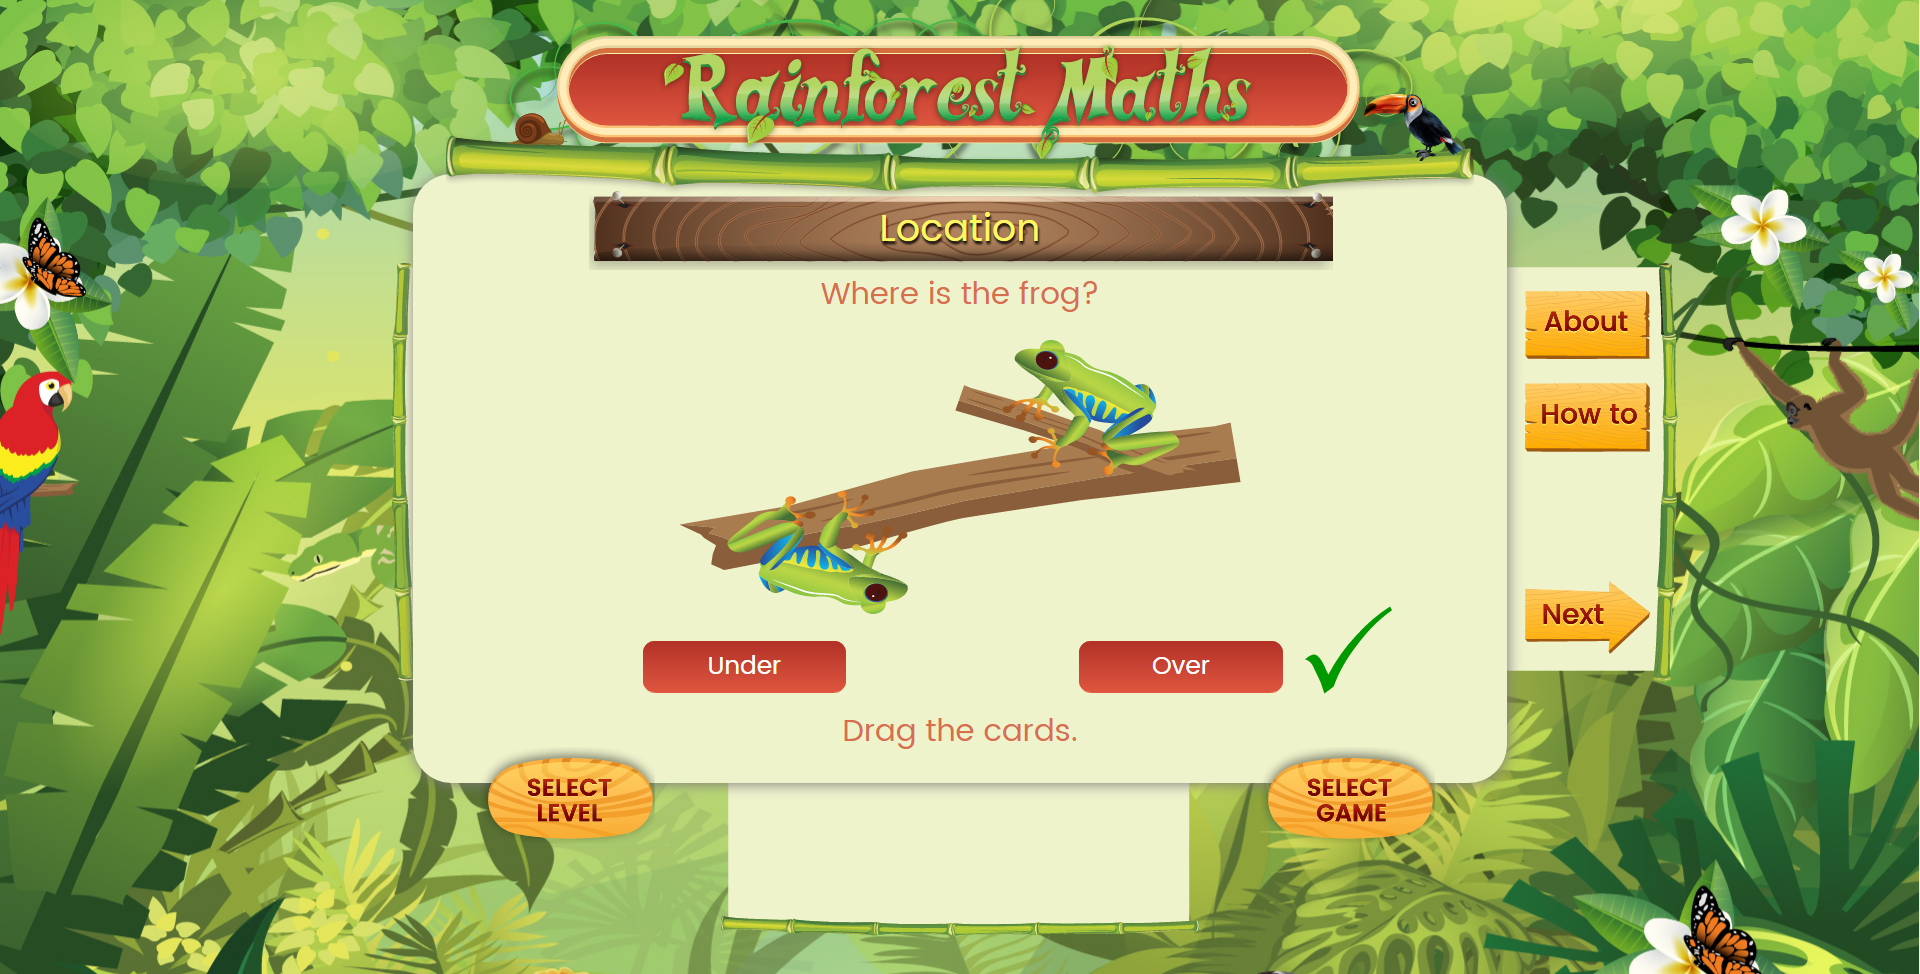 Rainforest Maths
Location
Where is the frog?
About
How to
Next
Under
Over
Drag the cards.
SELECT
LEVEL
SELECT
GAME